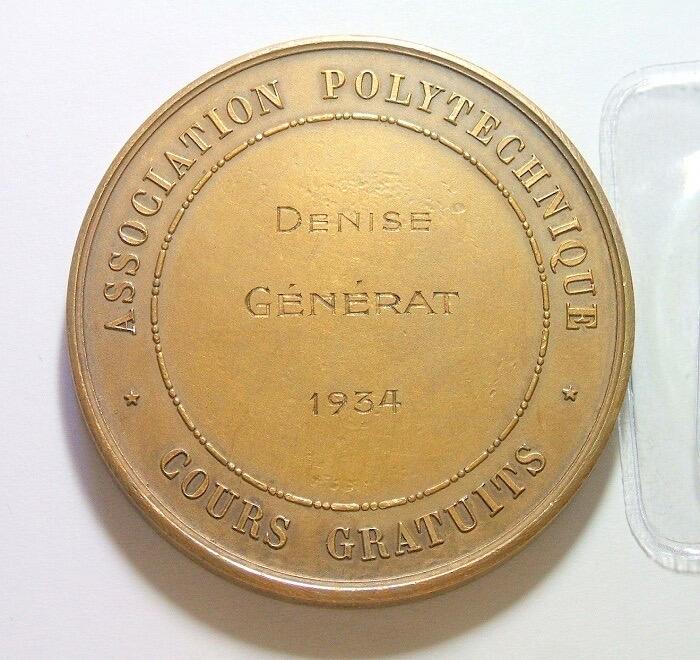 ASSOCIATION POLYTECHNIQUE
DENISE
GÉNÉRAT
1934
COURS GRATUITS